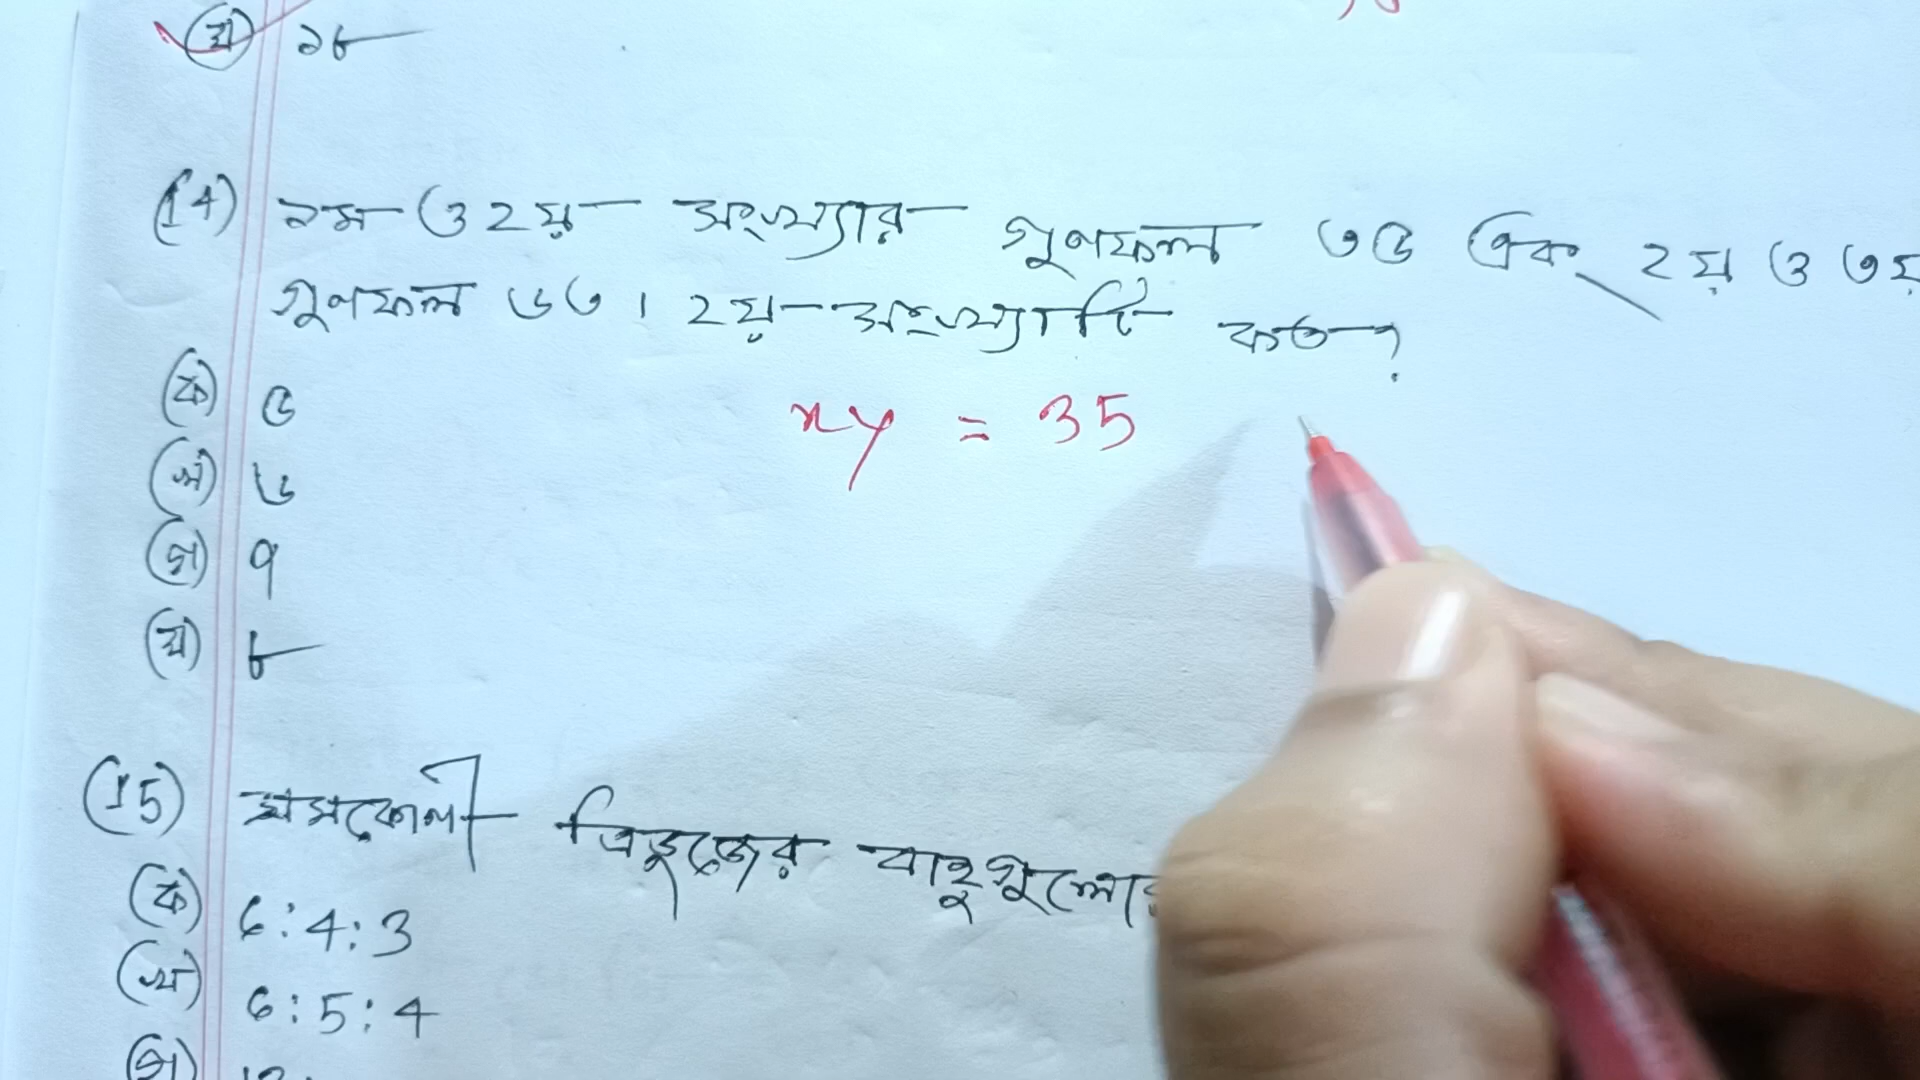 (ঘ) ১৮
(14) ১ম ও ২য় সংখ্যার গুণফল ৩৫ এবং ২য় ও ৩য়
গুণফল ৬৩। ২য় সংখ্যাটি কত?
xy = 35
(ক) ৫
(খ) ৬
(গ) ৭
(ঘ) ৮
(15) সমকোণী ত্রিভুজের বাহুগুলোর
(ক) 6:4:3
(খ) 6:5:4
(গ)